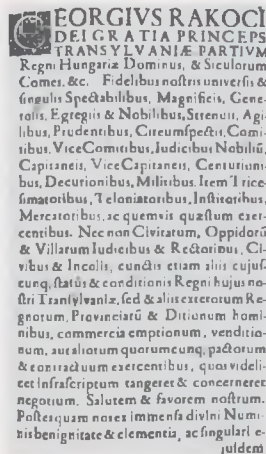 GEORGIVS RAKOCI
DEI GRATIA PRINCEPS
TRANSYLVANIÆ PARTIVM
Regni Hungariæ Dominus, & Siculorum
Comes. &c. Fidelibus nostris universis &
singulis Spectabilibus, Magnificis, Gene-
rosis, Egregiis & Nobilibus, Strenuis, Agi-
libus, Prudentibus, Circumspectis, Comi-
tibus, ViceComitibus, Iudicibus Nobiliũ,
Capitaneis, ViceCapitaneis, Centurioni-
bus, Decurionibus, Militibus. Item Trice-
simatoribus, Teloniatoribus, Institoribus,
Mercatoribus, ac quemvis quæstum exer-
centibus. Nec non Civitatum, Oppidorũ
& Villarum Iudicibus & Rectoribus, Ci-
vibus & Incolis, cunctis etiam aliis cujus-
cunq, status & conditionis Regni hujus no-
stri Transylvaniæ, sed & aliis exterorum Re-
gnorum, Provinciarũ & Ditionum homi-
nibus, commercia emptionum, venditio-
num, aut aliorum quorumcunq, pactorum
& contractuum exercentibus, quos videli-
cet infrascriptum tangeret & concerneret
negotium. Salutem & favorem nostrum.
Posteaquam nos ex immensa divini Numi-
nis benignitate & clementia, ac singulari e-
juldem